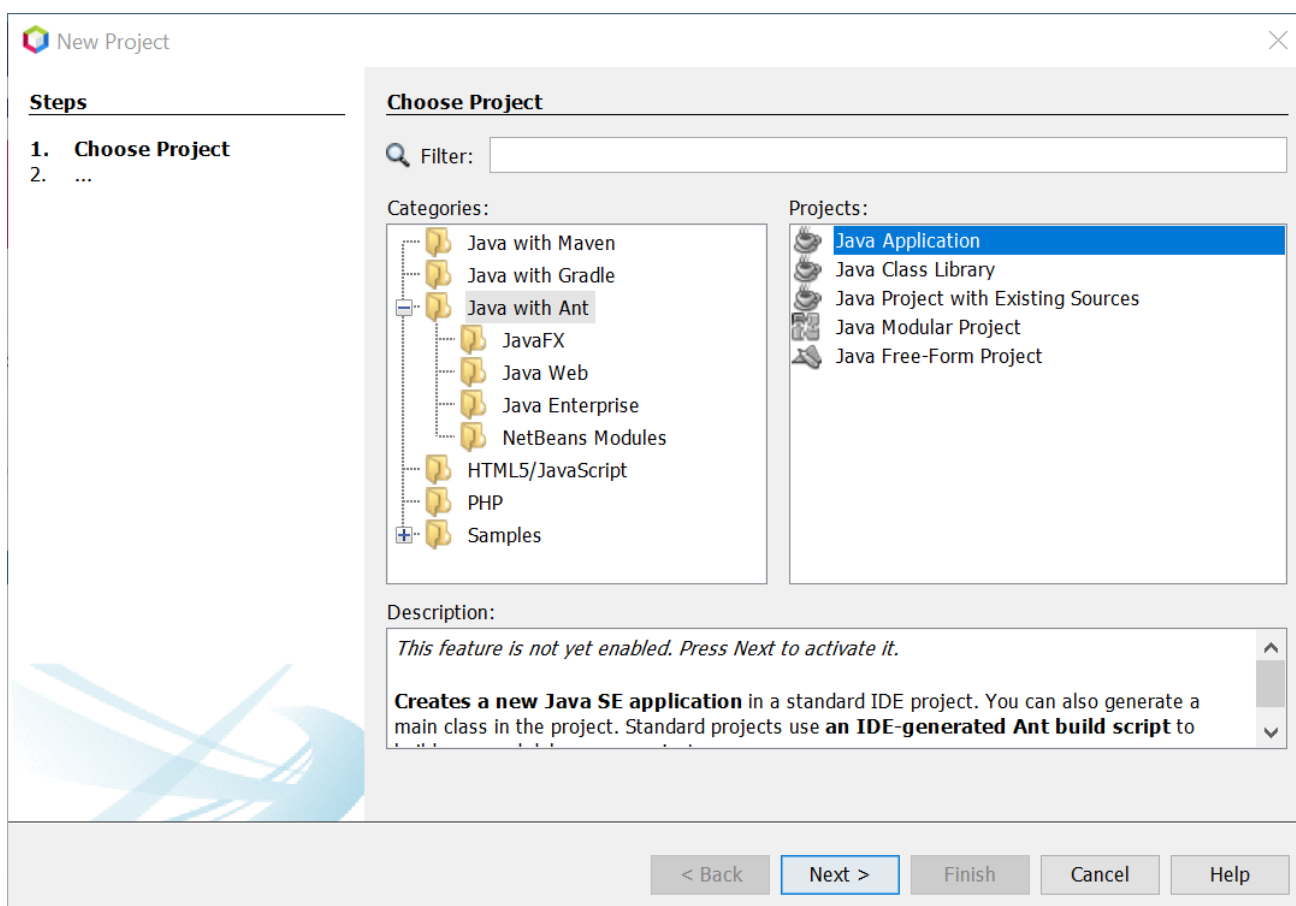 New Project
Steps
1. Choose Project
2. ...
Choose Project
Filter:
Categories:
Java with Maven
Java with Gradle
Java with Ant
JavaFX
Java Web
Java Enterprise
NetBeans Modules
HTML5/JavaScript
PHP
Samples
Projects:
Java Application
Java Class Library
Java Project with Existing Sources
Java Modular Project
Java Free-Form Project
Description:
This feature is not yet enabled. Press Next to activate it.
Creates a new Java SE application in a standard IDE project. You can also generate a
main class in the project. Standard projects use an IDE-generated Ant build script to
< Back
Next >
Finish
Cancel
Help